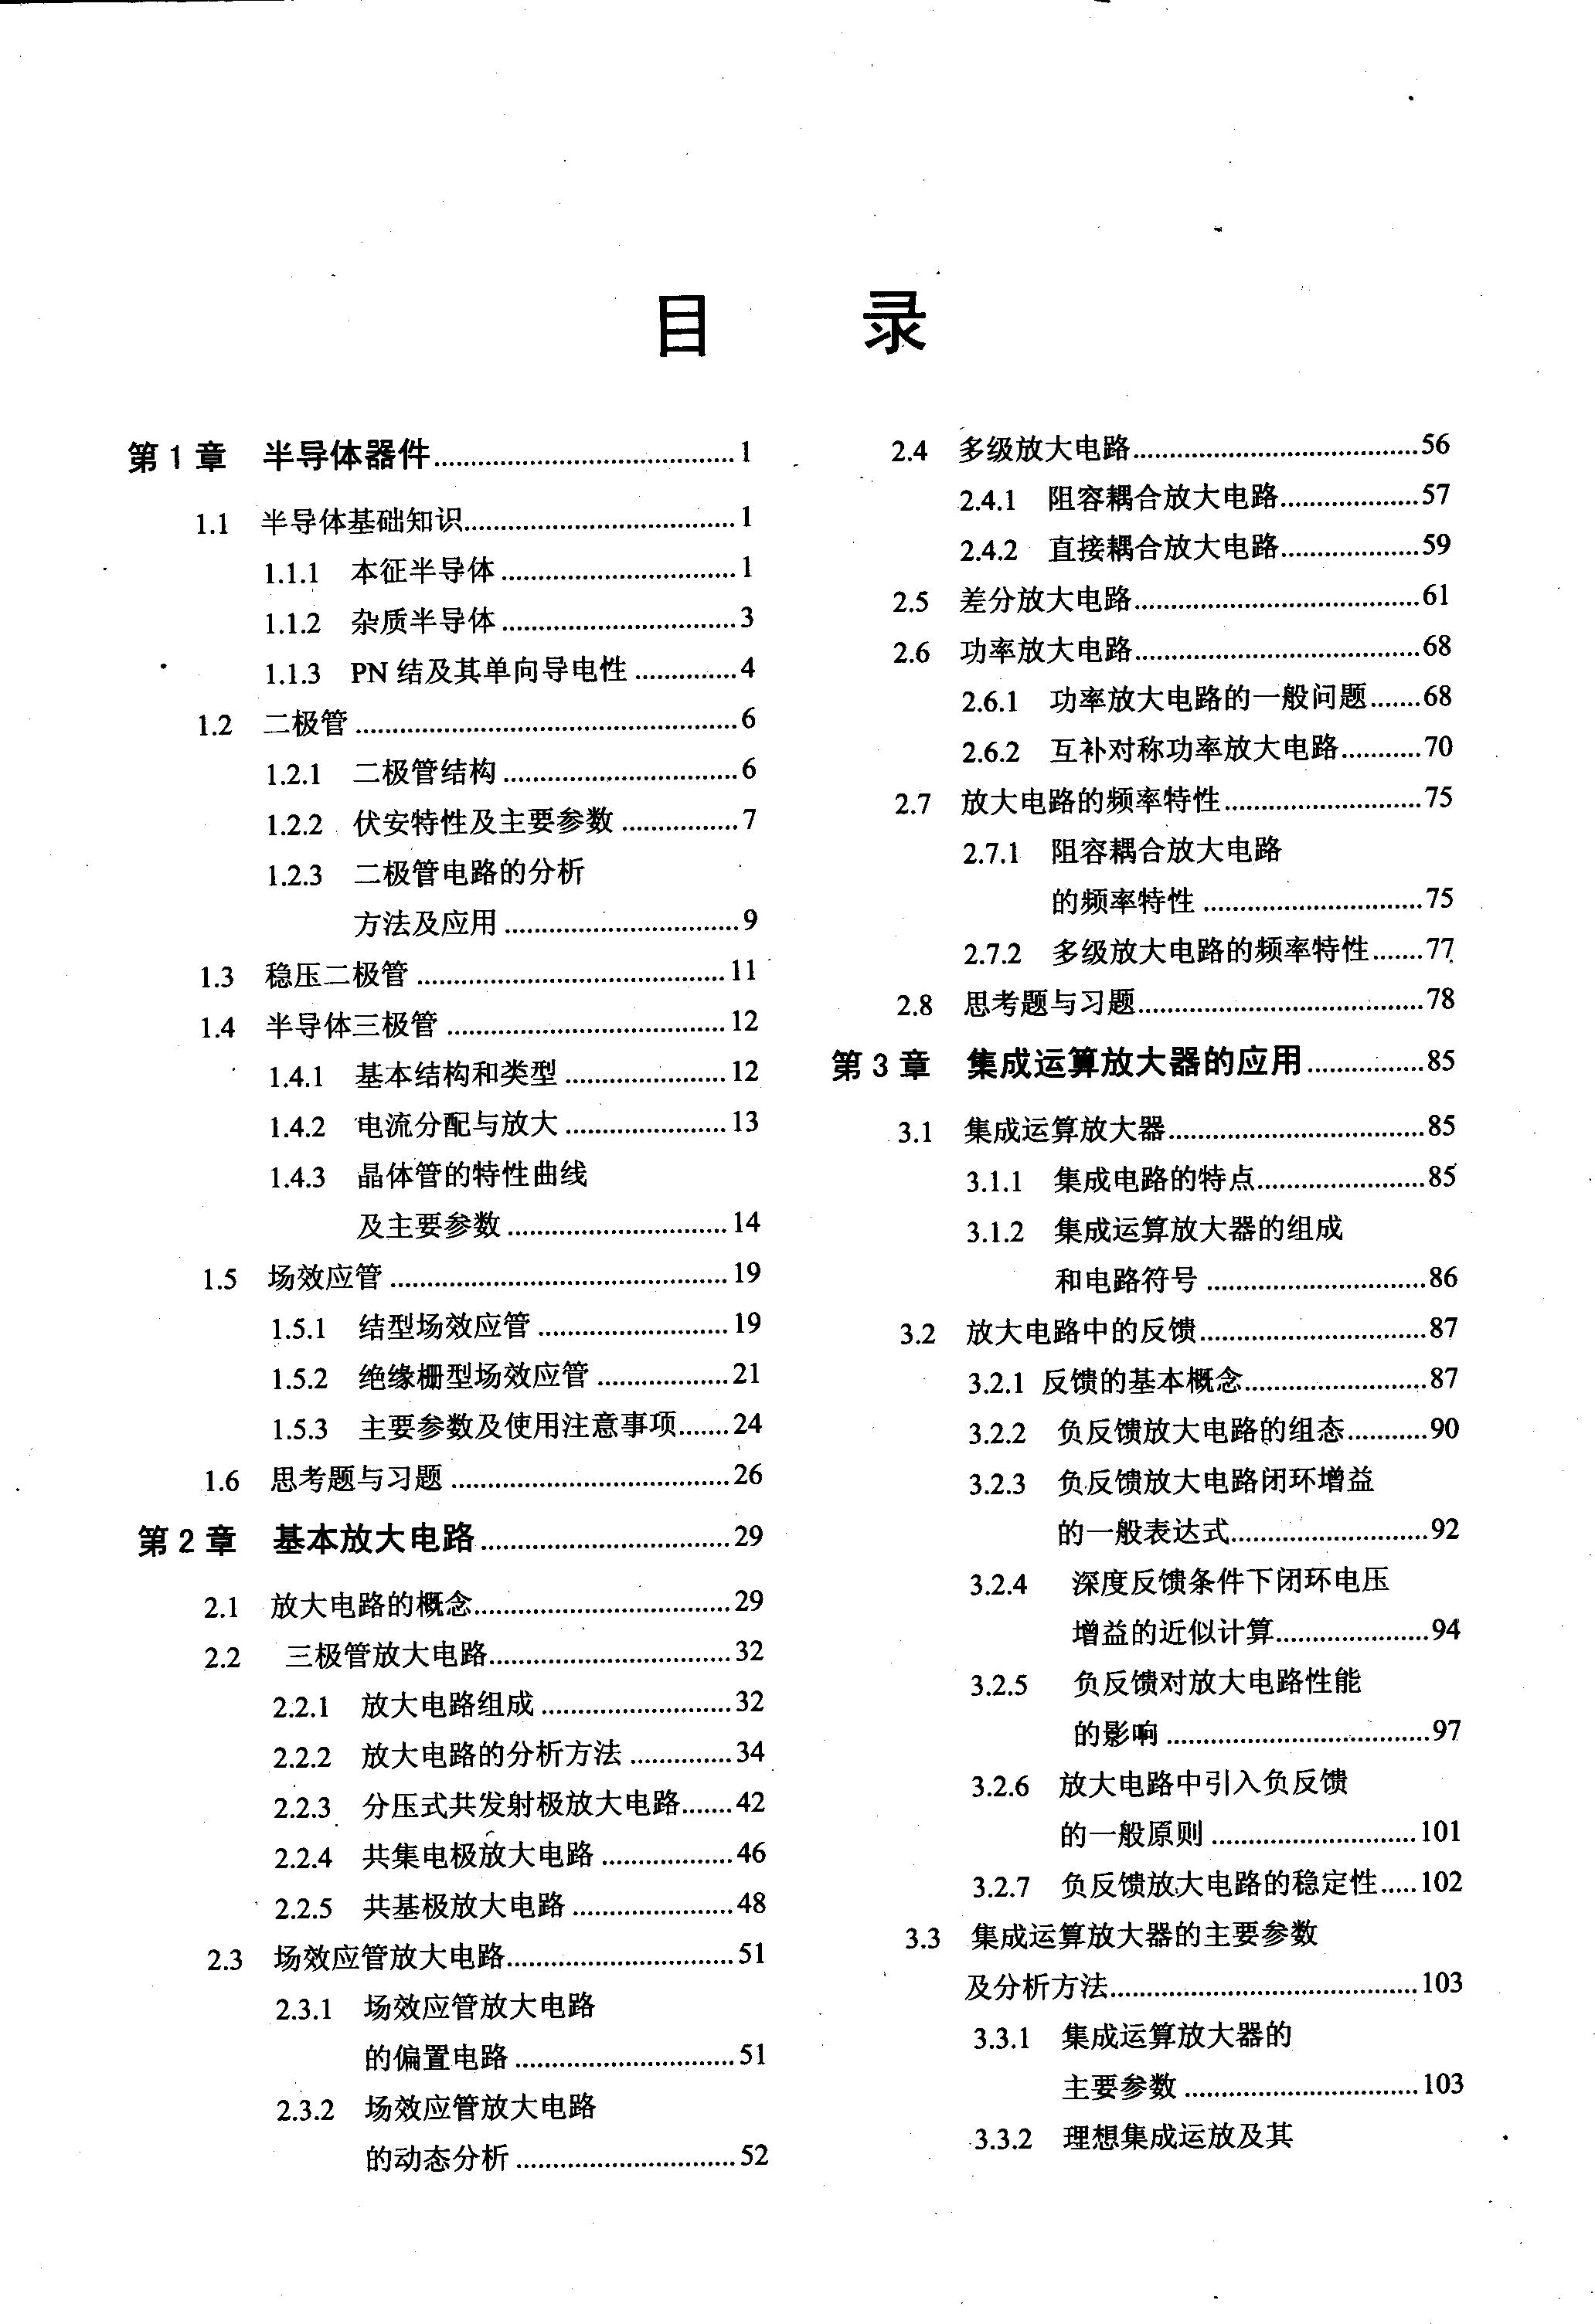 目 录
第 1 章 半导体器件........................................1
1.1 半导体基础知识....................................1
1.1.1 本征半导体................................1
1.1.2 杂质半导体................................3
1.1.3 PN 结及其单向导电性..............4
1.2 二极管....................................................6
1.2.1 二极管结构................................6
1.2.2 伏安特性及主要参数................7
1.2.3 二极管电路的分析
方法及应用................................9
1.3 稳压二极管..........................................11
1.4 半导体三极管......................................12
1.4.1 基本结构和类型......................12
1.4.2 电流分配与放大......................13
1.4.3 晶体管的特性曲线
及主要参数..............................14
1.5 场效应管..............................................19
1.5.1 结型场效应管..........................19
1.5.2 绝缘栅型场效应管..................21
1.5.3 主要参数及使用注意事项.......24
1.6 思考题与习题......................................26
第 2 章 基本放大电路..................................29
2.1 放大电路的概念...................................29
2.2 三极管放大电路.................................32
2.2.1 放大电路组成..........................32
2.2.2 放大电路的分析方法..............34
2.2.3 分压式共发射极放大电路.......42
2.2.4 共集电极放大电路..................46
2.2.5 共基极放大电路......................48
2.3 场效应管放大电路...............................51
2.3.1 场效应管放大电路
的偏置电路..............................51
2.3.2 场效应管放大电路
的动态分析..............................52
2.4 多级放大电路.......................................56
2.4.1 阻容耦合放大电路...................57
2.4.2 直接耦合放大电路...................59
2.5 差分放大电路.......................................61
2.6 功率放大电路.......................................68
2.6.1 功率放大电路的一般问题.......68
2.6.2 互补对称功率放大电路...........70
2.7 放大电路的频率特性...........................75
2.7.1 阻容耦合放大电路
的频率特性..............................75
2.7.2 多级放大电路的频率特性.......77
2.8 思考题与习题.......................................78
第 3 章 集成运算放大器的应用................85
3.1 集成运算放大器...................................85
3.1.1 集成电路的特点.......................85
3.1.2 集成运算放大器的组成
和电路符号..............................86
3.2 放大电路中的反馈...............................87
3.2.1 反馈的基本概念.........................87
3.2.2 负反馈放大电路的组态...........90
3.2.3 负反馈放大电路闭环增益
的一般表达式...........................92
3.2.4 深度反馈条件下闭环电压
增益的近似计算.....................94
3.2.5 负反馈对放大电路性能
的影响....................................97
3.2.6 放大电路中引入负反馈
的一般原则............................101
3.2.7 负反馈放大电路的稳定性.....102
3.3 集成运算放大器的主要参数
及分析方法..........................................103
3.3.1 集成运算放大器的
主要参数................................103
3.3.2 理想集成运放及其